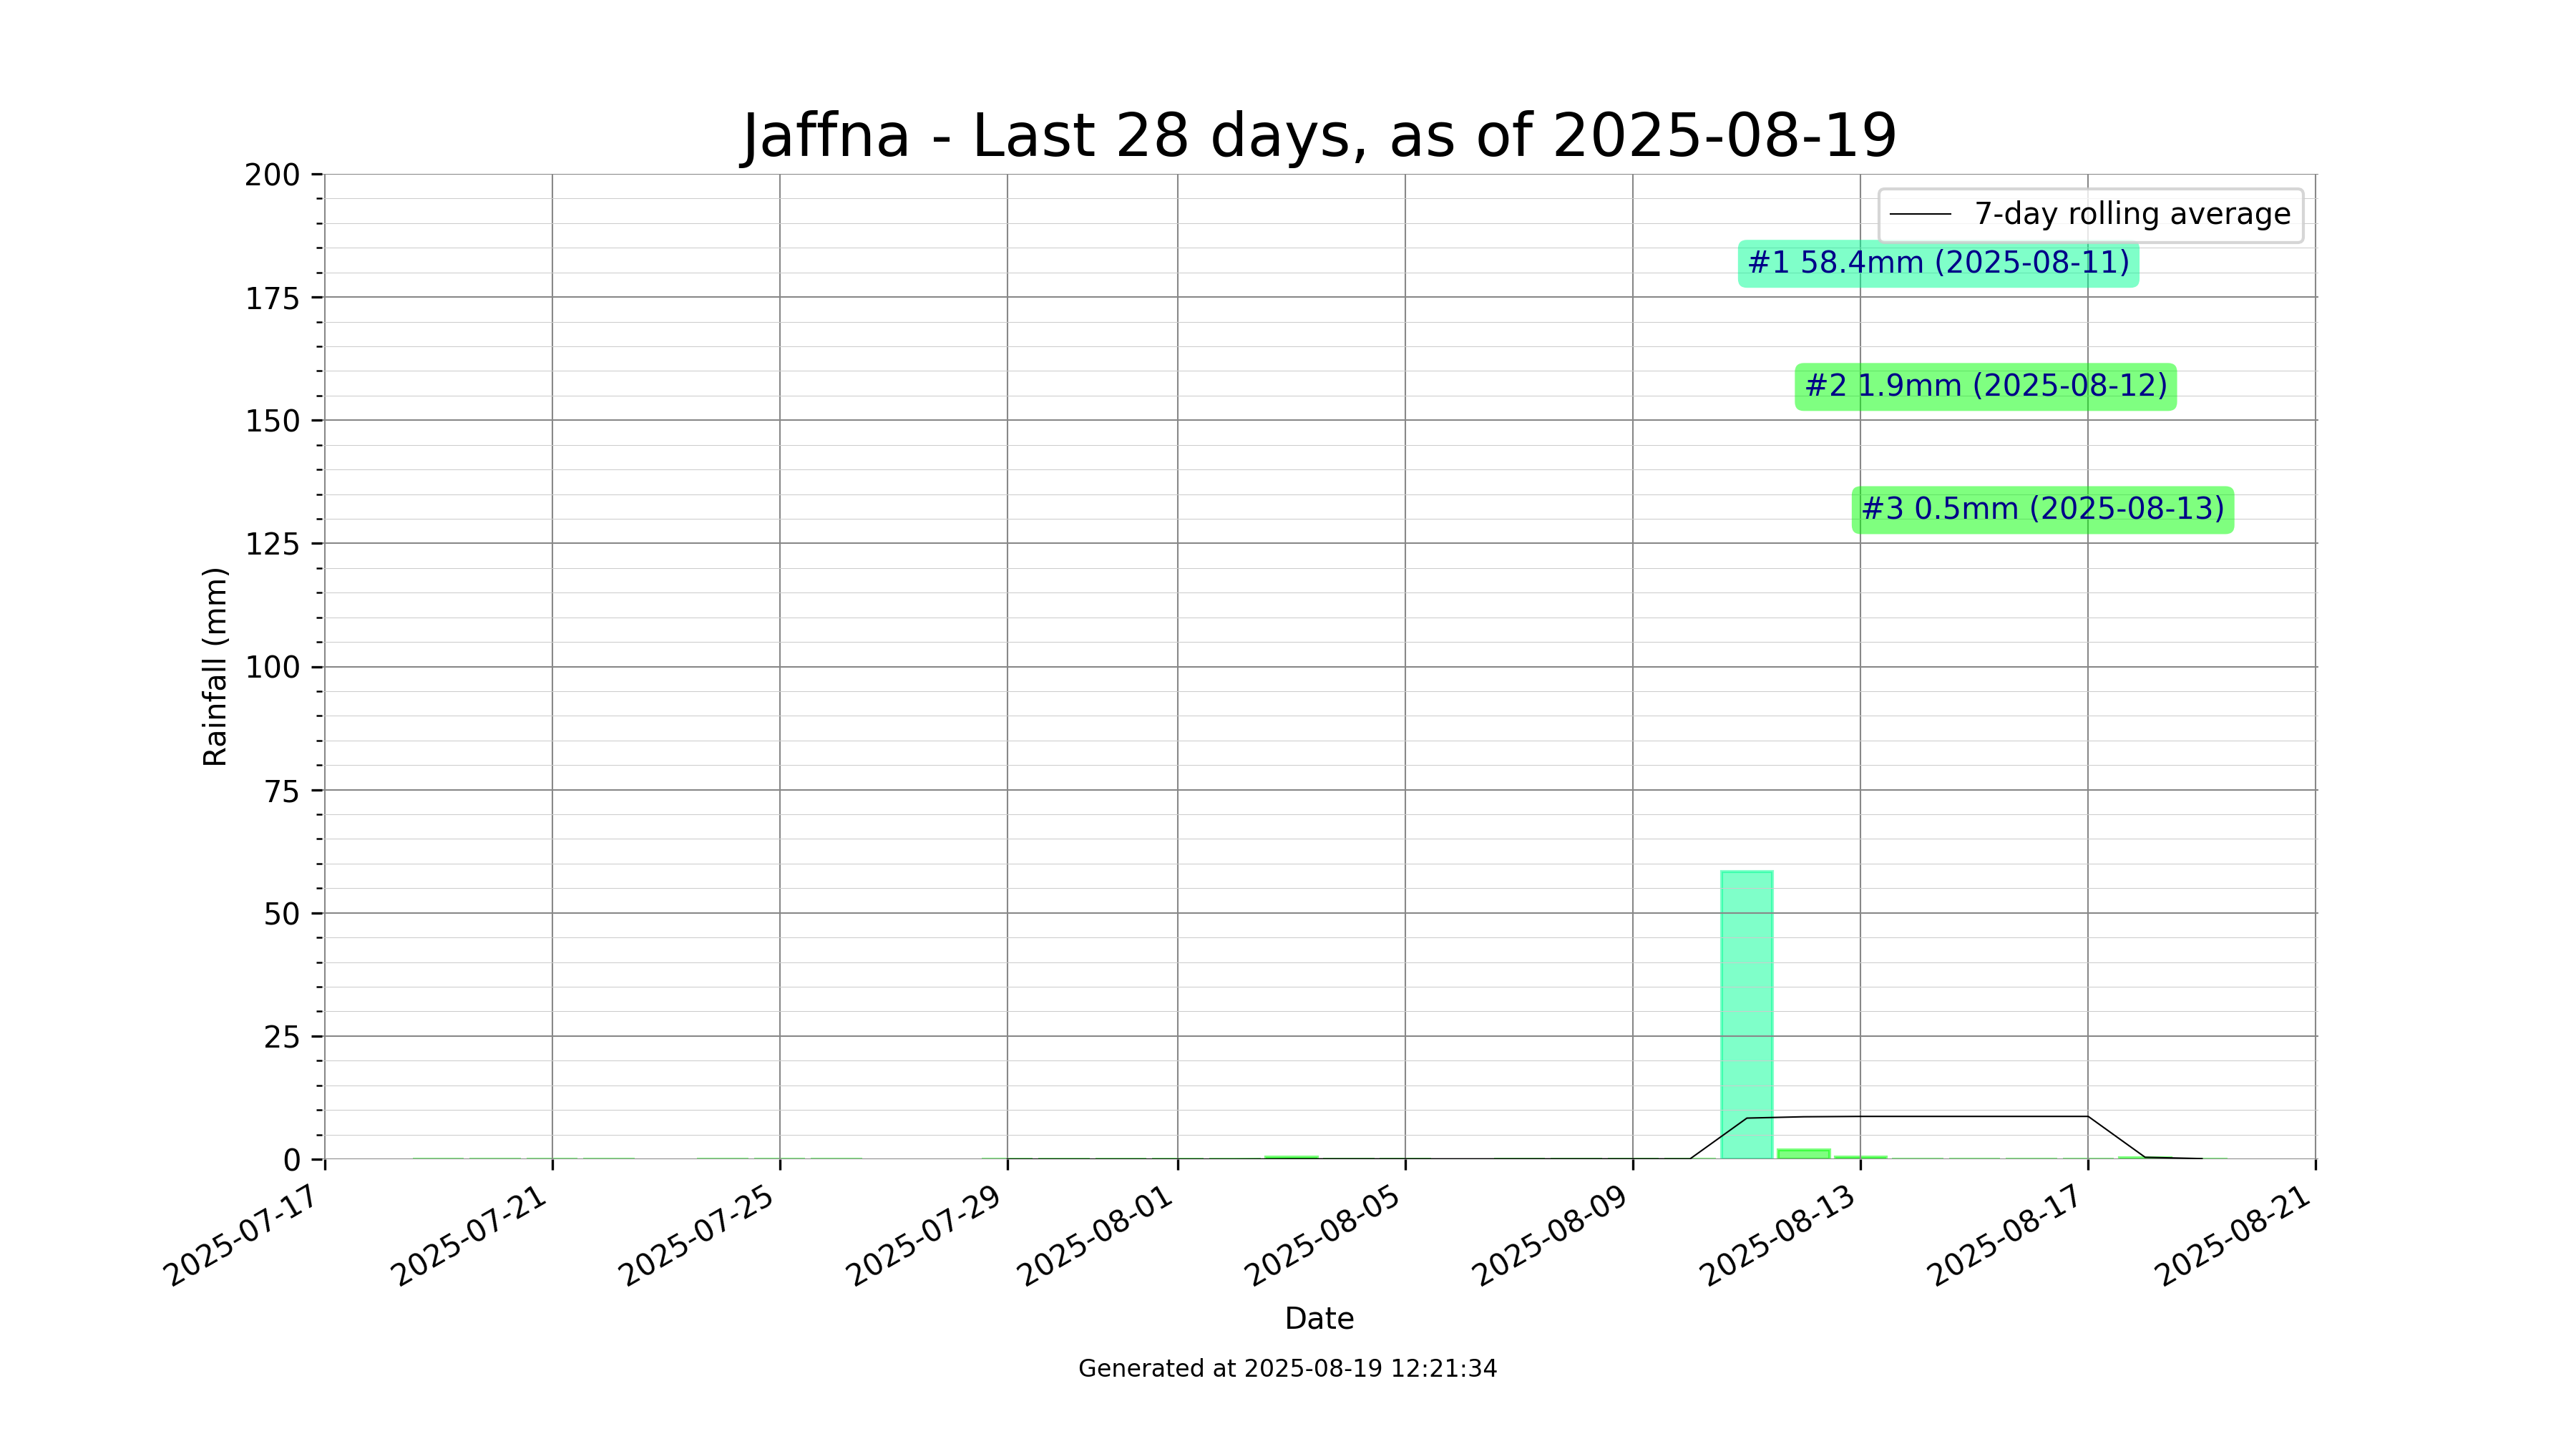 Jaffna - Last 28 days, as of 2025-08-19
200
175
150
125
100
75
50
25
0
Rainfall (mm)
7-day rolling average
#1 58.4mm (2025-08-11)
#2 1.9mm (2025-08-12)
#3 0.5mm (2025-08-13)
2025-07-17
2025-07-21
2025-07-25
2025-07-29
2025-08-01
2025-08-05
2025-08-09
2025-08-13
2025-08-17
2025-08-21
Date
Generated at 2025-08-19 12:21:34